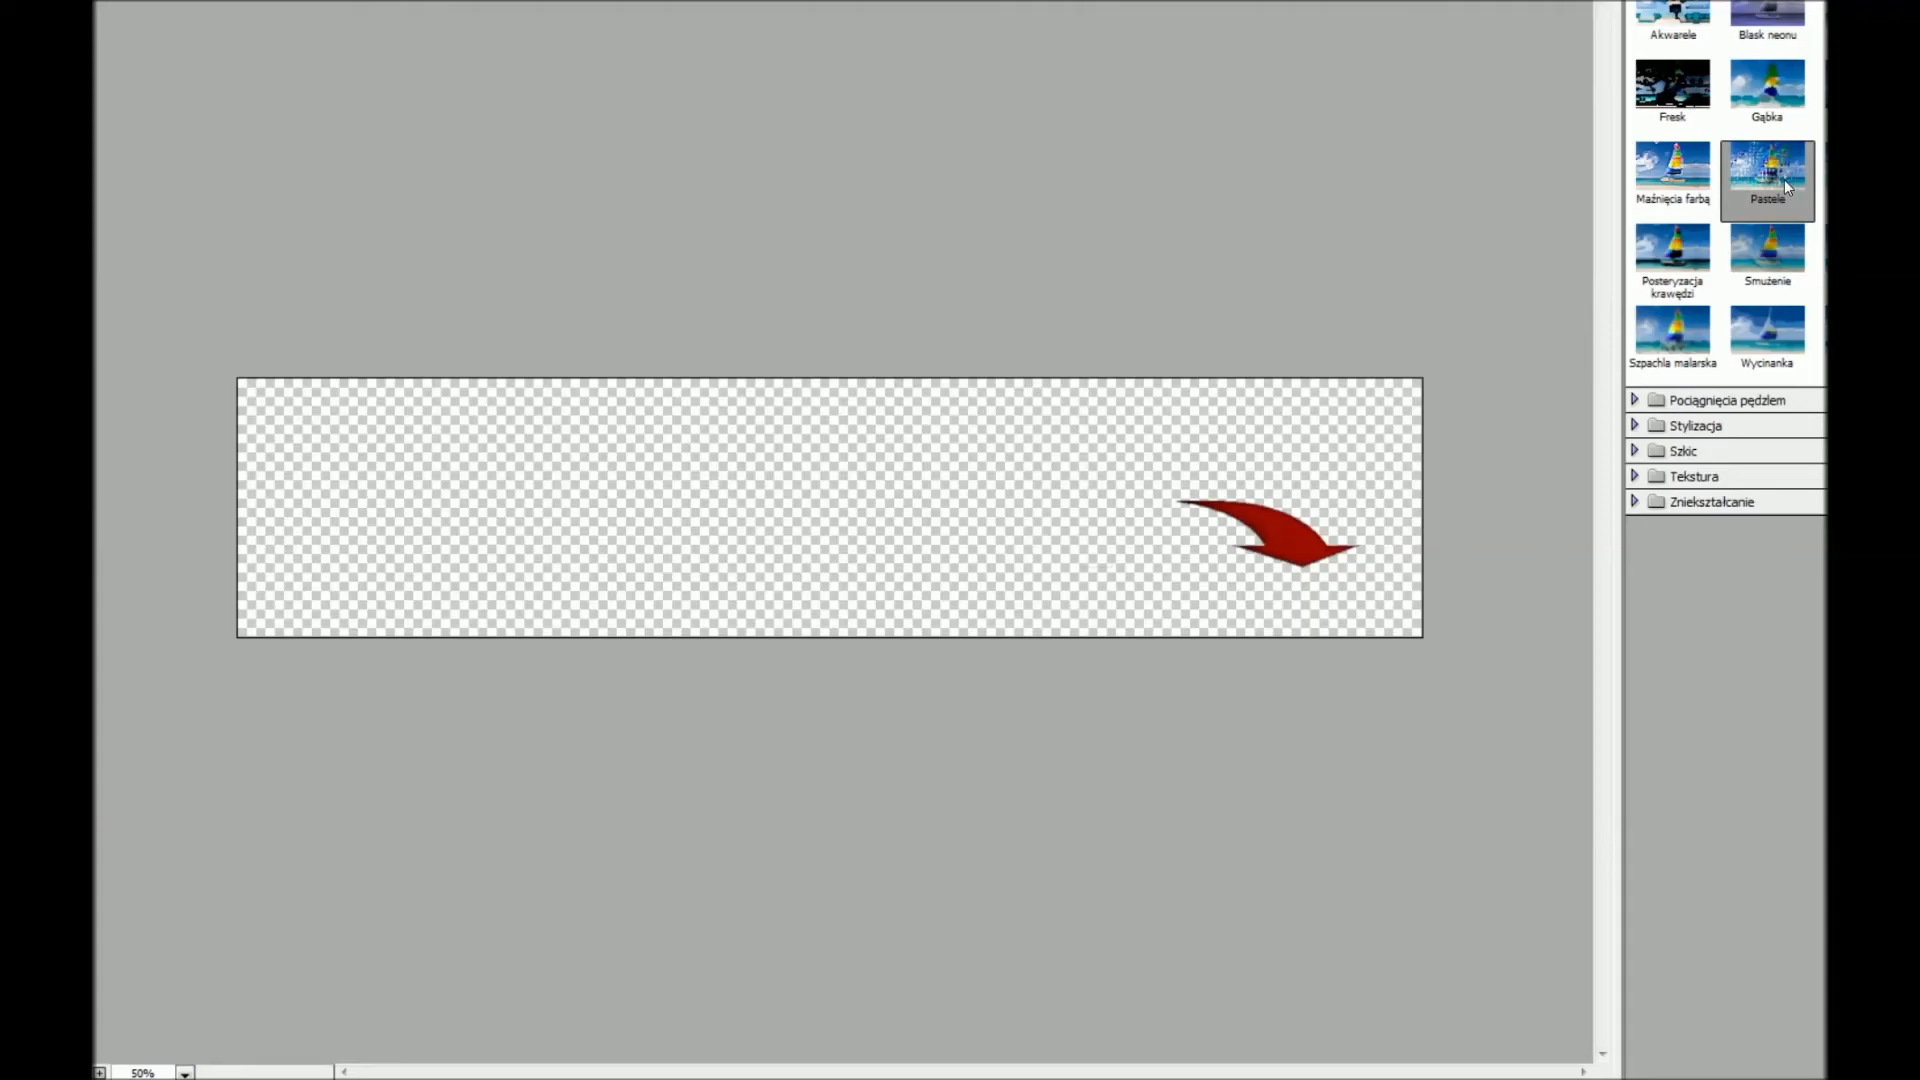 Akwarele
Blask neonu
Fresk
Gąbka
Maźnięcia farbą
Pastele
Posteryzacja
krawędzi
Smużenie
Szpachla malarska
Wycinanka
Pociągnięcia pędzlem
Stylizacja
Szkic
Tekstura
Zniekształcanie
50%